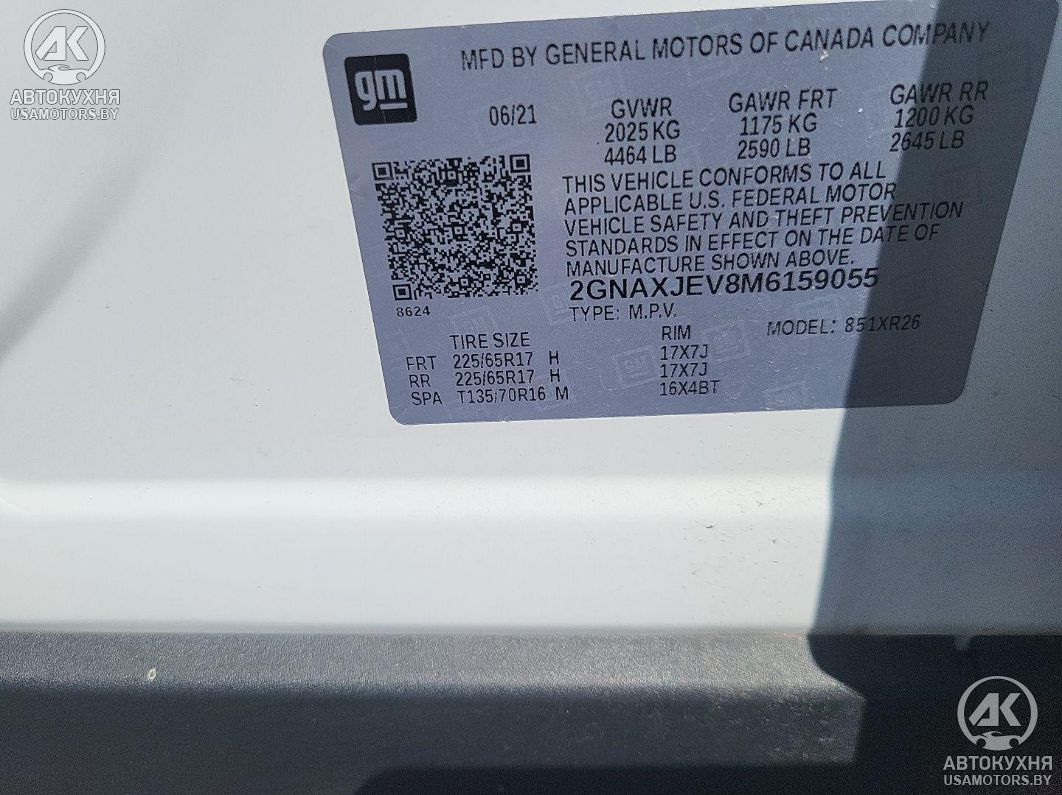 AK
АВТОКУХНЯ
USAMOTORS.BY
gm
MFD BY GENERAL MOTORS OF CANADA COMPANY
06/21 GVWR GAWR FRT GAWR RR
2025 KG 1175 KG 1200 KG
4464 LB 2590 LB 2645 LB
THIS VEHICLE CONFORMS TO ALL
APPLICABLE U.S. FEDERAL MOTOR
VEHICLE SAFETY AND THEFT PREVENTION
STANDARDS IN EFFECT ON THE DATE OF
MANUFACTURE SHOWN ABOVE.
2GNAXJEV8M6159055
8624
TYPE: M.P.V. MODEL: 851XR26
TIRE SIZE RIM
FRT 225/65R17 H 17X7J
RR 225/65R17 H 17X7J
SPA T135/70R16 M 16X4BT
AK
АВТОКУХНЯ
USAMOTORS.BY